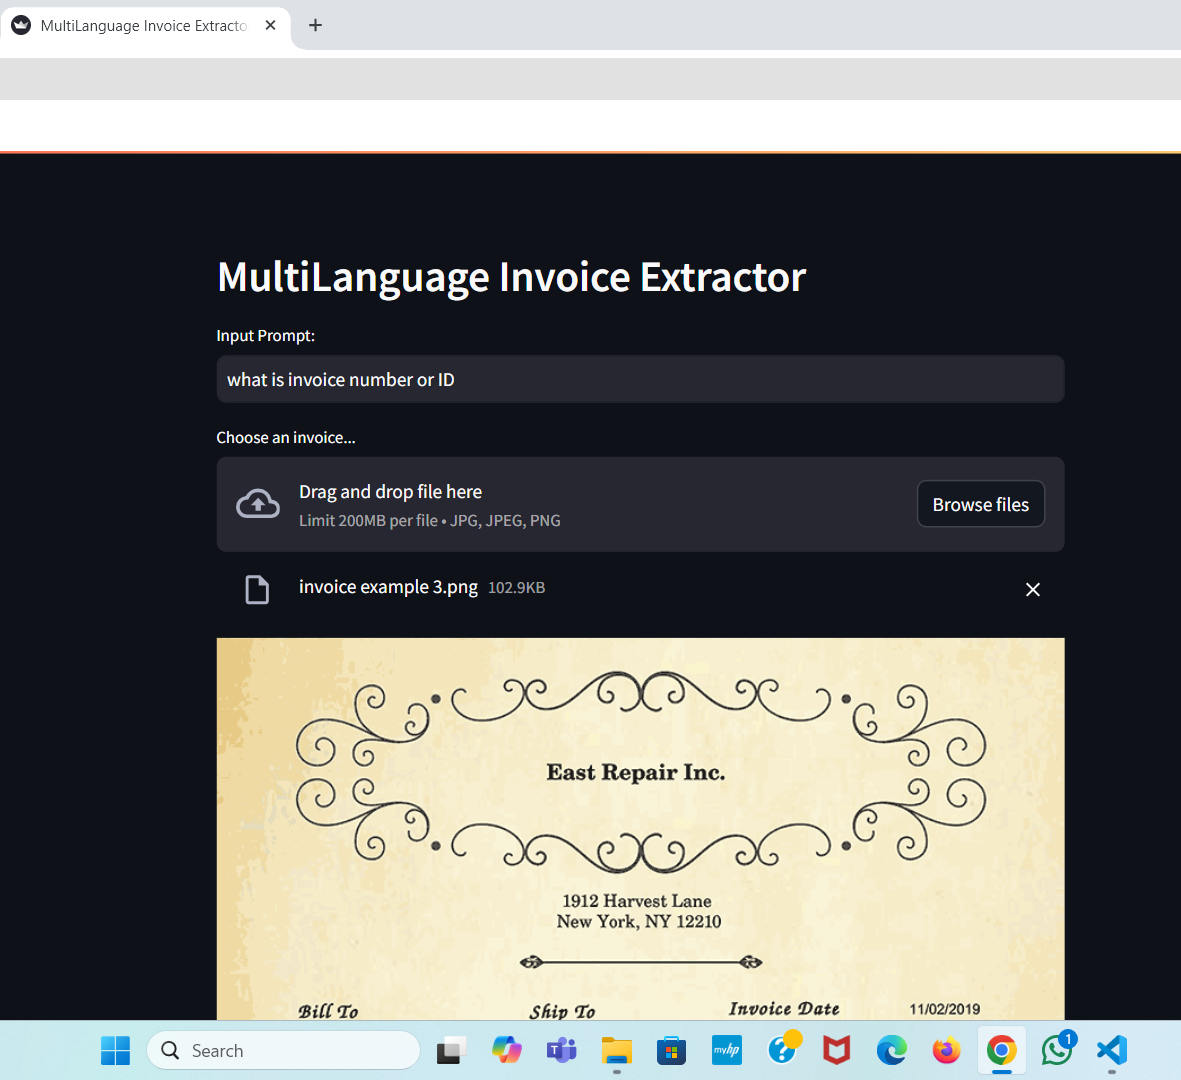 MultiLanguage Invoice Extracto
MultiLanguage Invoice Extractor
Input Prompt:
what is invoice number or ID
Choose an invoice...
Drag and drop file here
Limit 200MB per file • JPG, JPEG, PNG
Browse files
invoice example 3.png 102.9KB
East Repair Inc.
1912 Harvest Lane
New York, NY 12210
Bill To Ship To Invoice Date 11/02/2019
Search
T
myhp
?
1